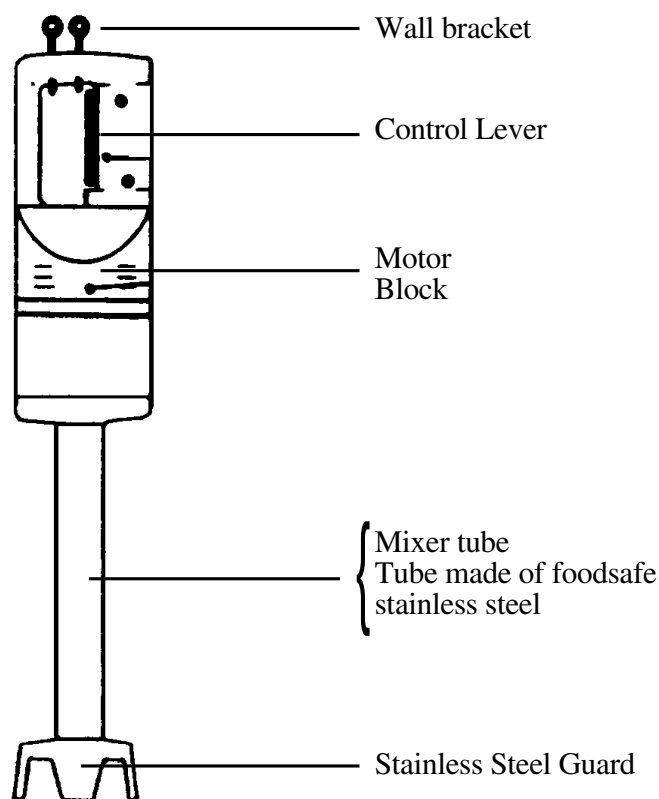 Wall bracket
Control Lever
Motor
Block
Mixer tube
Tube made of foodsafe
stainless steel
Stainless Steel Guard